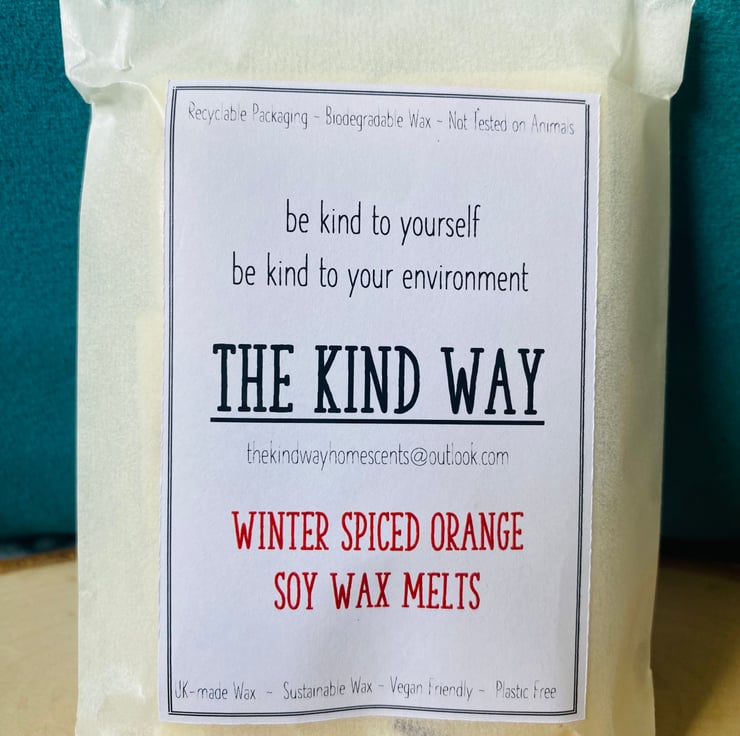 Recyclable Packaging ~ Biodegradable Wax ~ Not Tested on Animals
be kind to yourself
be kind to your environment
THE KIND WAY
thekindwayhomescents@outlook.com
WINTER SPICED ORANGE
SOY WAX MELTS
UK-made Wax ~ Sustainable Wax ~ Vegan Friendly ~ Plastic Free